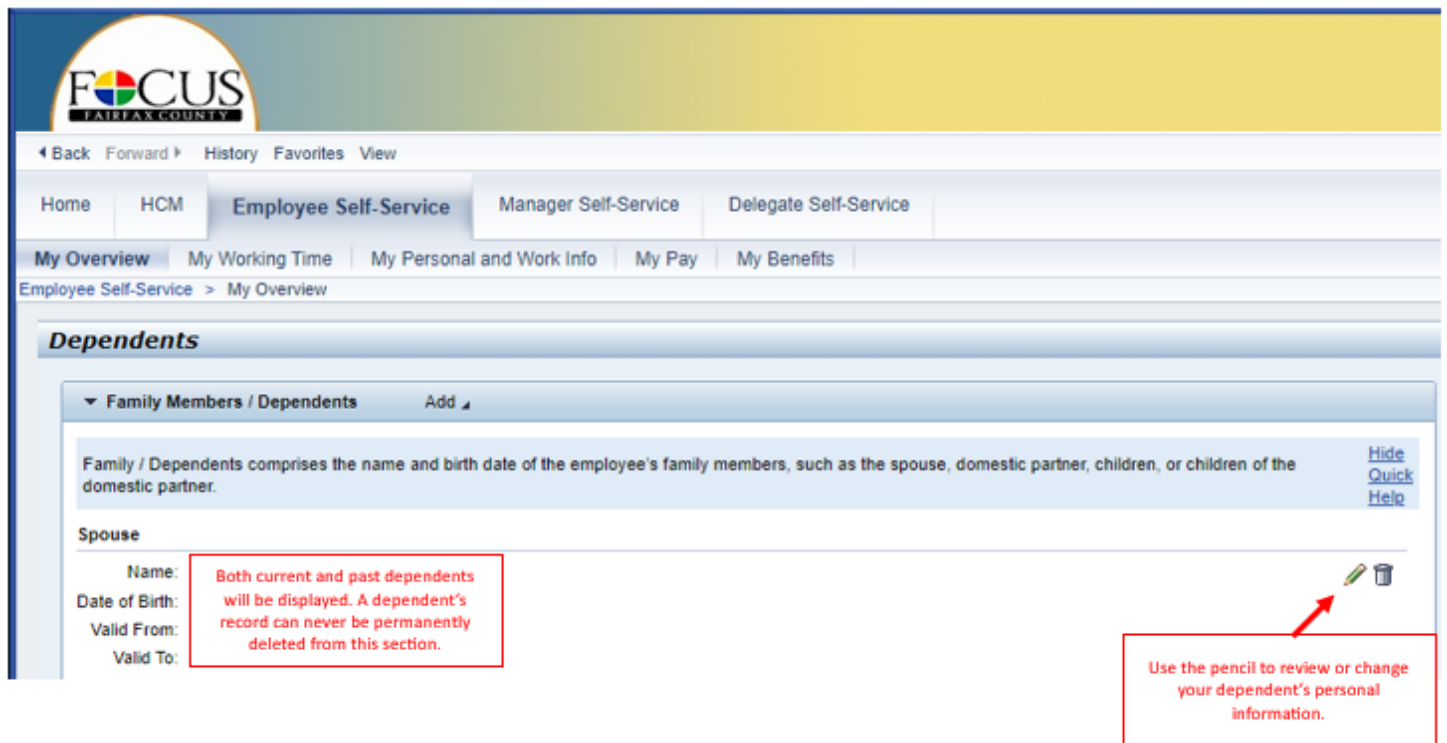 FOCUS
FAIRFAX COUNTY
Back Forward History Favorites View
Home HCM Employee Self-Service Manager Self-Service Delegate Self-Service
My Overview My Working Time My Personal and Work Info My Pay My Benefits
Employee Self-Service > My Overview
Dependents
Family Members / Dependents Add
Family / Dependents comprises the name and birth date of the employee's family members, such as the spouse, domestic partner, children, or children of the
domestic partner.
Hide
Quick
Help
Spouse
Name:
Date of Birth:
Valid From:
Valid To:
Both current and past dependents
will be displayed. A dependent's
record can never be permanently
deleted from this section.
Use the pencil to review or change
your dependent's personal
information.